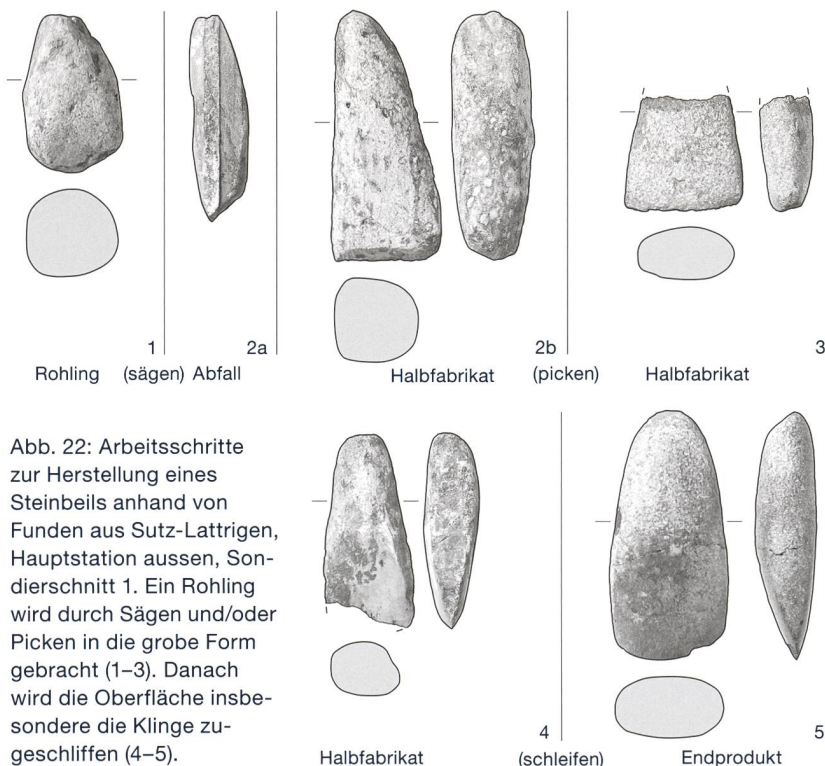 1
2a
2b
3
Rohling (sägen) Abfall Halbfabrikat (picken) Halbfabrikat
Abb. 22: Arbeitsschritte
zur Herstellung eines
Steinbeils anhand von
Funden aus Sutz-Lattrigen,
Hauptstation aussen, Son-
dierschnitt 1. Ein Rohling
wird durch Sägen und/oder
Picken in die grobe Form
gebracht (1–3). Danach
wird die Oberfläche insbe-
sondere die Klinge zu-
geschliffen (4–5).
4
5
Halbfabrikat (schleifen) Endprodukt